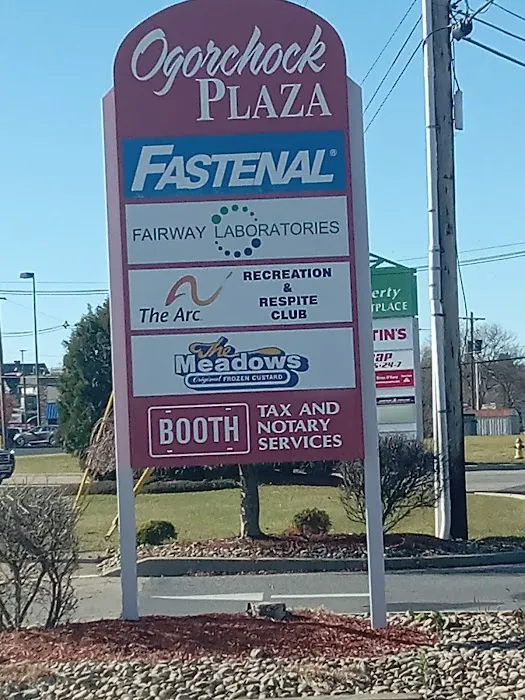 Ogorchock
PLAZA
FASTENAL®
FAIRWAY LABORATORIES
The Arc
RECREATION
&
RESPITE
CLUB
The
Meadows
Original FROZEN CUSTARD
BOOTH
TAX AND
NOTARY
SERVICES
erty
TPLACE
TIN'S